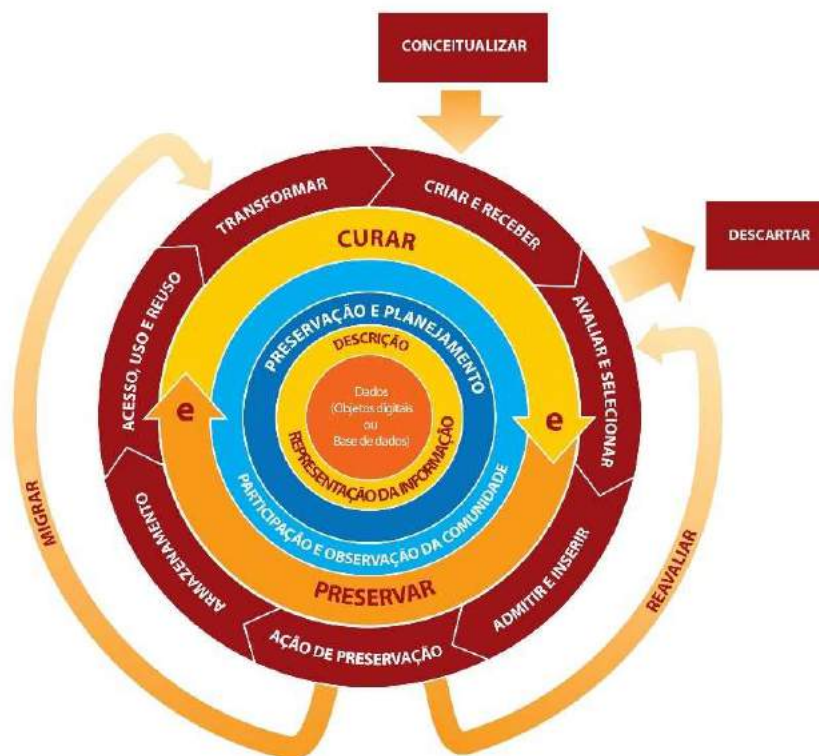 CONCEITUALIZAR
CRIAR E RECEBER
DESCARTAR
AVALIAR E SELECIONAR
ADMITIR E INSERIR
AÇÃO DE PRESERVAÇÃO
ARMAZENAMENTO
ACESSO, USO E REUSO
TRANSFORMAR
MIGRAR
REAVALIAR
CURAR
e
PRESERVAR
e
PARTICIPAÇÃO E OBSERVAÇÃO DA COMUNIDADE
PRESERVAÇÃO E PLANEJAMENTO
DESCRIÇÃO
REPRESENTAÇÃO DA INFORMAÇÃO
Dados
(Objetos digitais
ou
Base de dados)